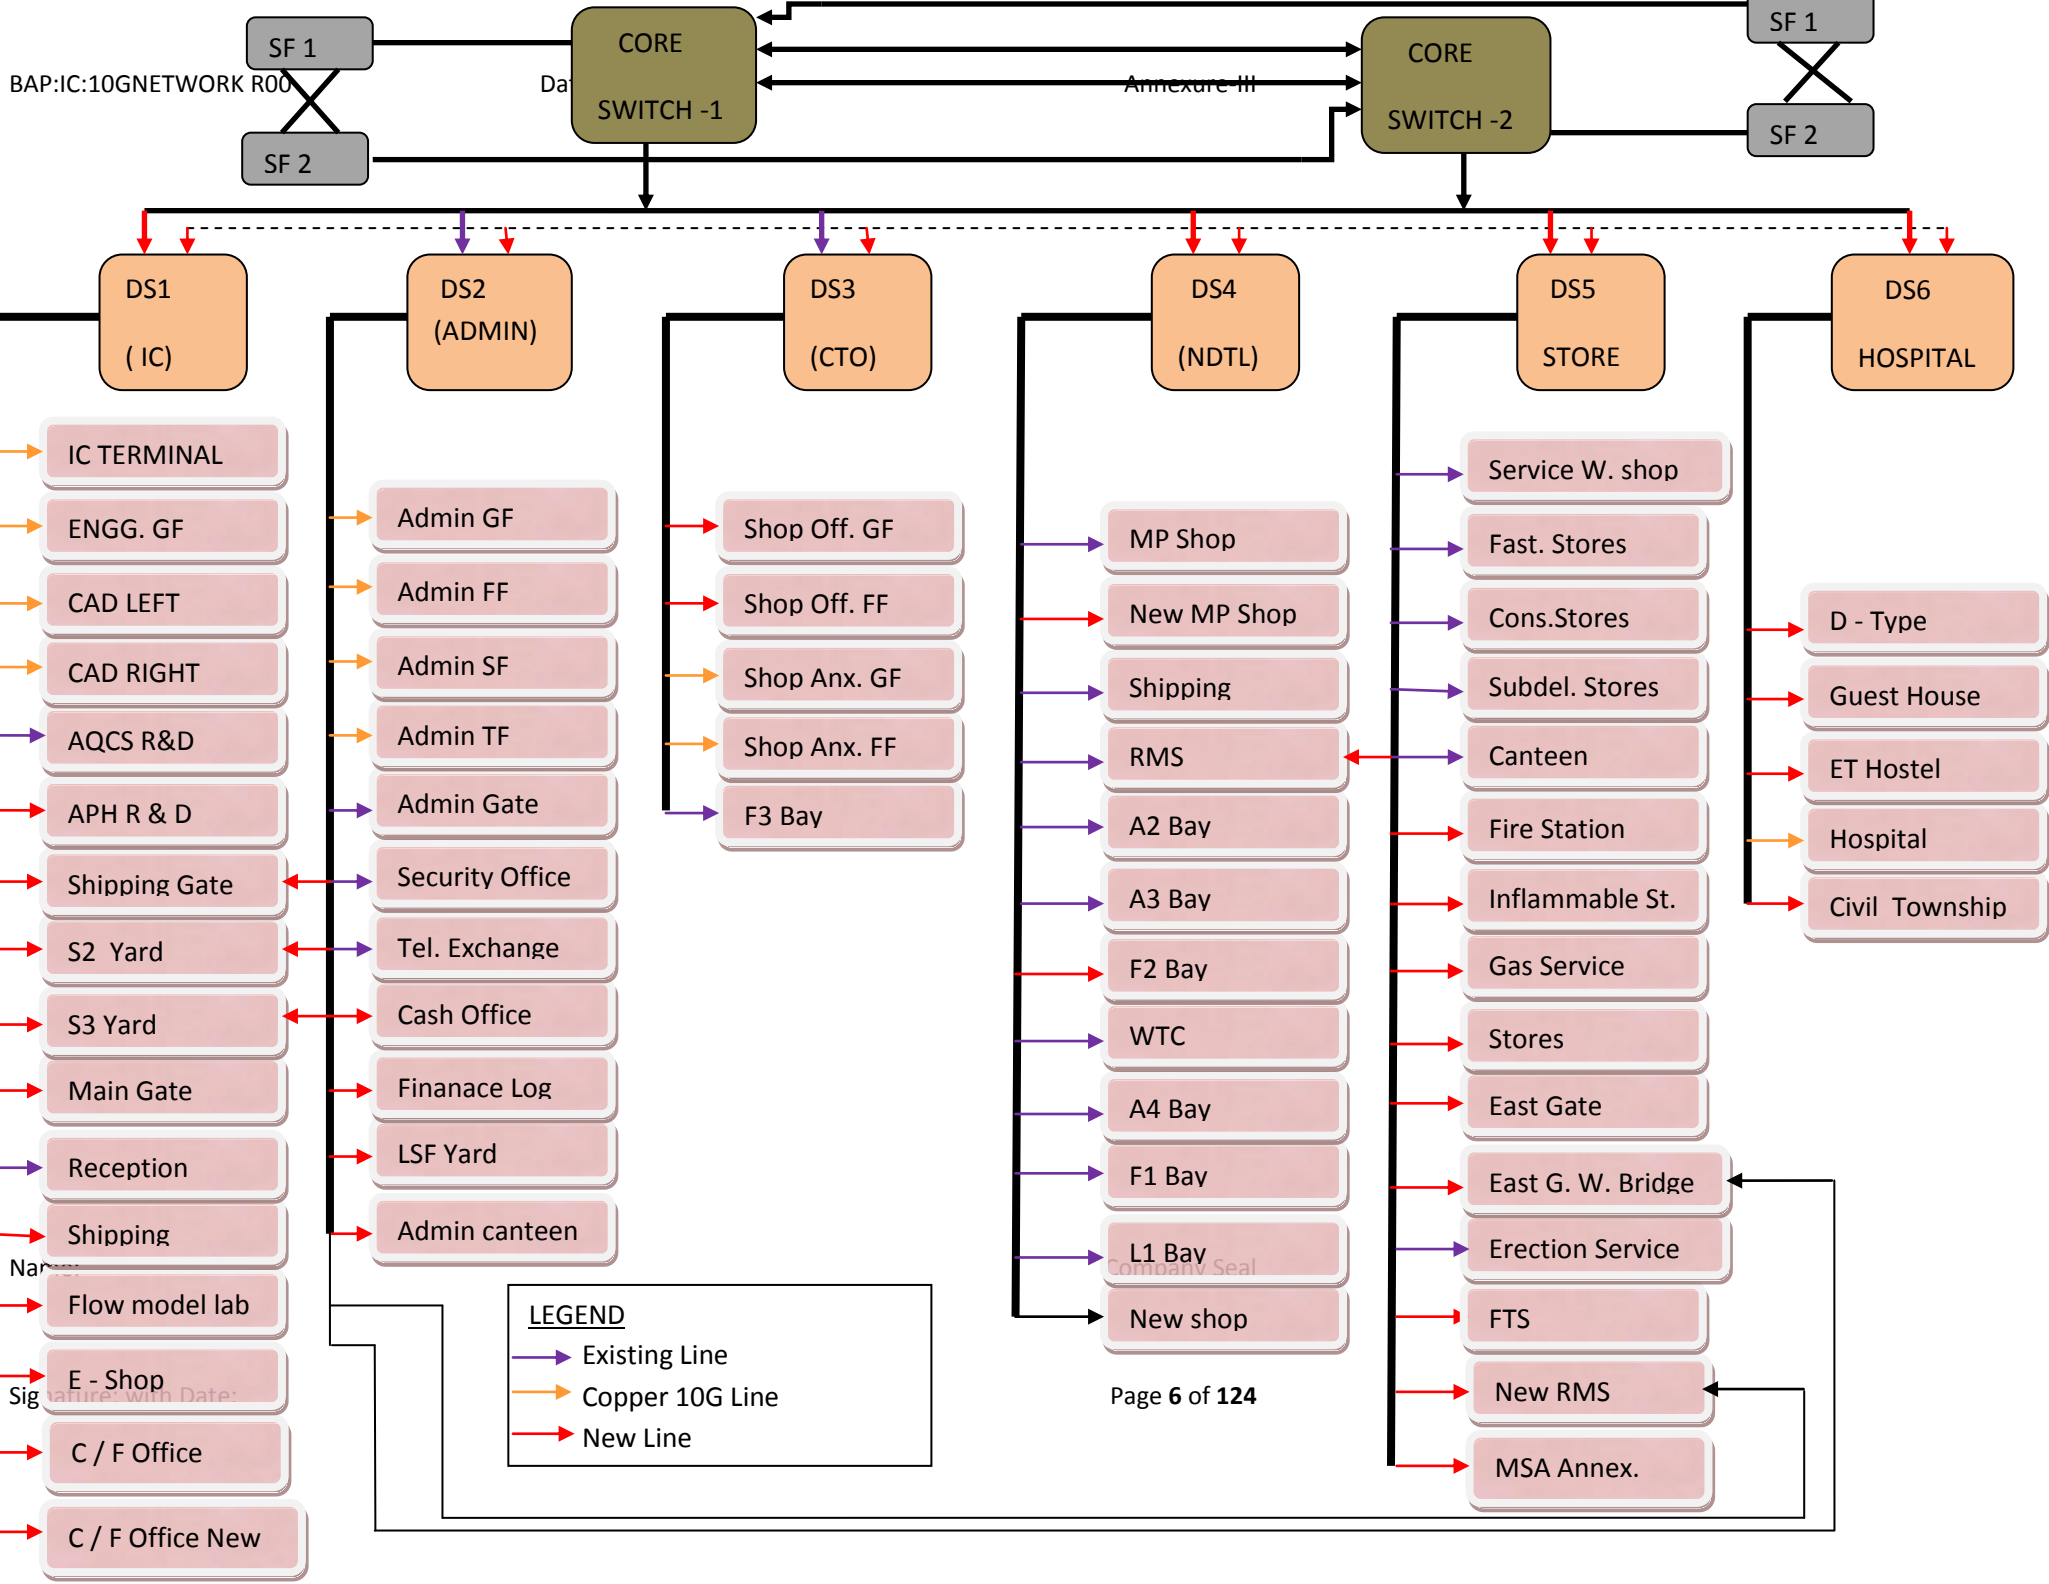 SF 1
CORE
SWITCH -1
CORE
SWITCH -2
SF 1
BAP:IC:10GNETWORK R00
Annexure-III
SF 2
SF 2
DS1
( IC)
DS2
(ADMIN)
DS3
(CTO)
DS4
(NDTL)
DS5
STORE
DS6
HOSPITAL
IC TERMINAL
ENGG. GF
CAD LEFT
CAD RIGHT
AQCS R&D
APH R & D
Shipping Gate
S2 Yard
S3 Yard
Main Gate
Reception
Shipping
Name:
Flow model lab
E - Shop
Signature: with Date:
C / F Office
C / F Office New
Admin GF
Admin FF
Admin SF
Admin TF
Admin Gate
Security Office
Tel. Exchange
Cash Office
Finanace Log
LSF Yard
Admin canteen
Shop Off. GF
Shop Off. FF
Shop Anx. GF
Shop Anx. FF
F3 Bay
MP Shop
New MP Shop
Shipping
RMS
A2 Bay
A3 Bay
F2 Bay
WTC
A4 Bay
F1 Bay
L1 Bay
Company Seal
New shop
Service W. shop
Fast. Stores
Cons.Stores
Subdel. Stores
Canteen
Fire Station
Inflammable St.
Gas Service
Stores
East Gate
East G. W. Bridge
Erection Service
FTS
New RMS
MSA Annex.
D - Type
Guest House
ET Hostel
Hospital
Civil Township
LEGEND
Existing Line
Copper 10G Line
New Line
Page 6 of 124